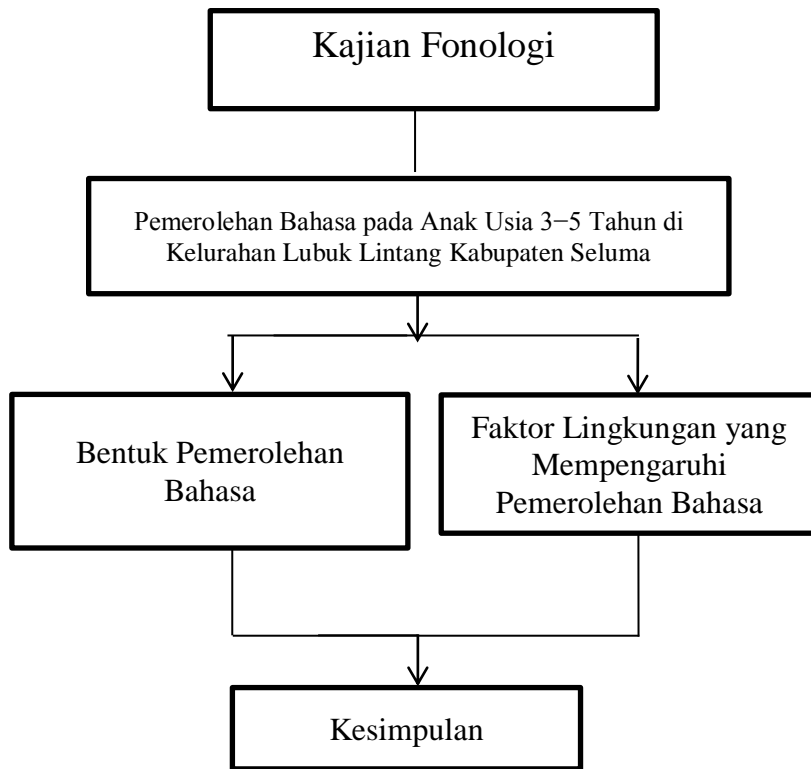 Kajian Fonologi
Pemerolehan Bahasa pada Anak Usia 3−5 Tahun di
Kelurahan Lubuk Lintang Kabupaten Seluma
Bentuk Pemerolehan
Bahasa
Faktor Lingkungan yang
Mempengaruhi
Pemerolehan Bahasa
Kesimpulan